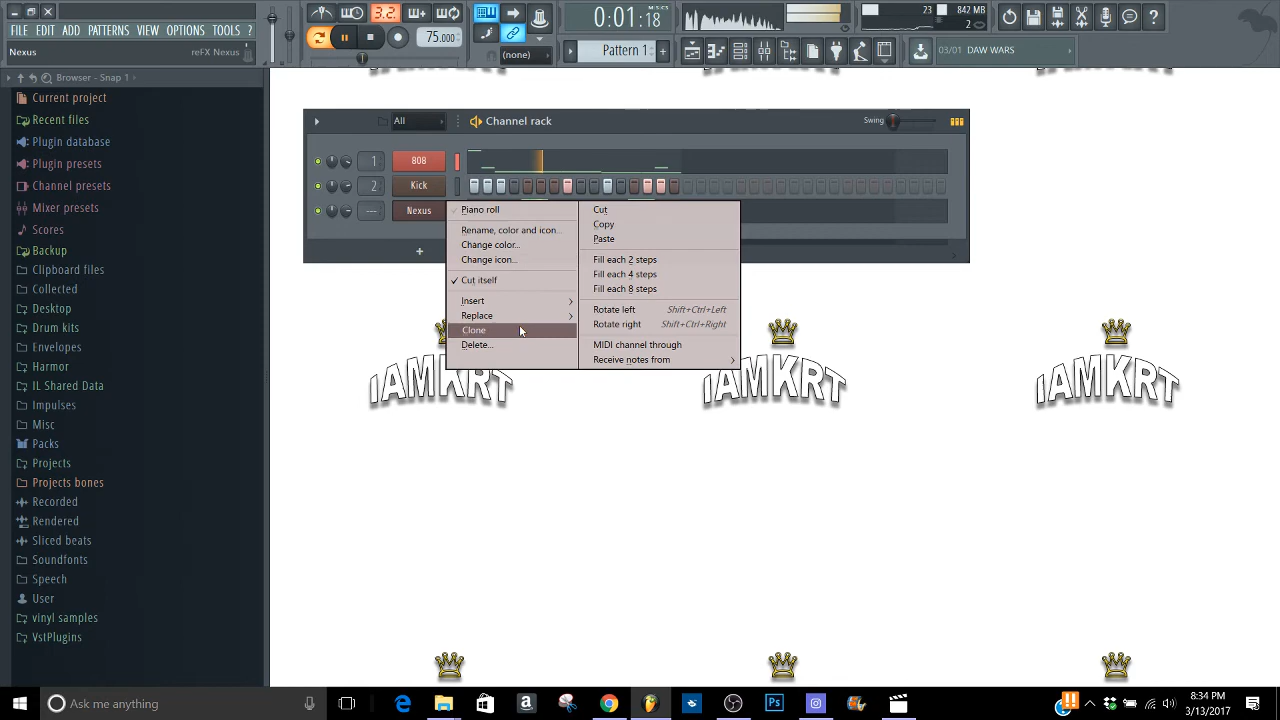 FILE EDIT ADD PATTERNS VIEW OPTIONS TOOLS ?
Nexus reFX Nexus
3.2.
75.000
0:01:18
M:S:CS
23
842 MB
2
(none)
Pattern 1
03/01 DAW WARS
Browser - Snap 1
Current project
Recent files
Plugin database
Plugin presets
Channel presets
Mixer presets
Scores
Backup
Clipboard files
Collected
Desktop
Drum kits
Envelopes
Harmor
IL Shared Data
Impulses
Misc
Packs
Projects
Projects bones
Recorded
Rendered
Sliced beats
Soundfonts
Speech
User
vinyl samples
VstPlugins
All
Channel rack
Swing
1 808
2 Kick
--- Nexus
Piano roll
Rename, color and icon...
Change color...
Change icon...
Cut itself
Insert
Replace
Clone
Delete...
Cut
Copy
Paste
Fill each 2 steps
Fill each 4 steps
Fill each 8 steps
Rotate left Shift+Ctrl+Left
Rotate right Shift+Ctrl+Right
MIDI channel through
Receive notes from
IAMKRT
IAMKRT
IAMKRT
Ask me anything
Ps
8:34 PM
3/13/2017